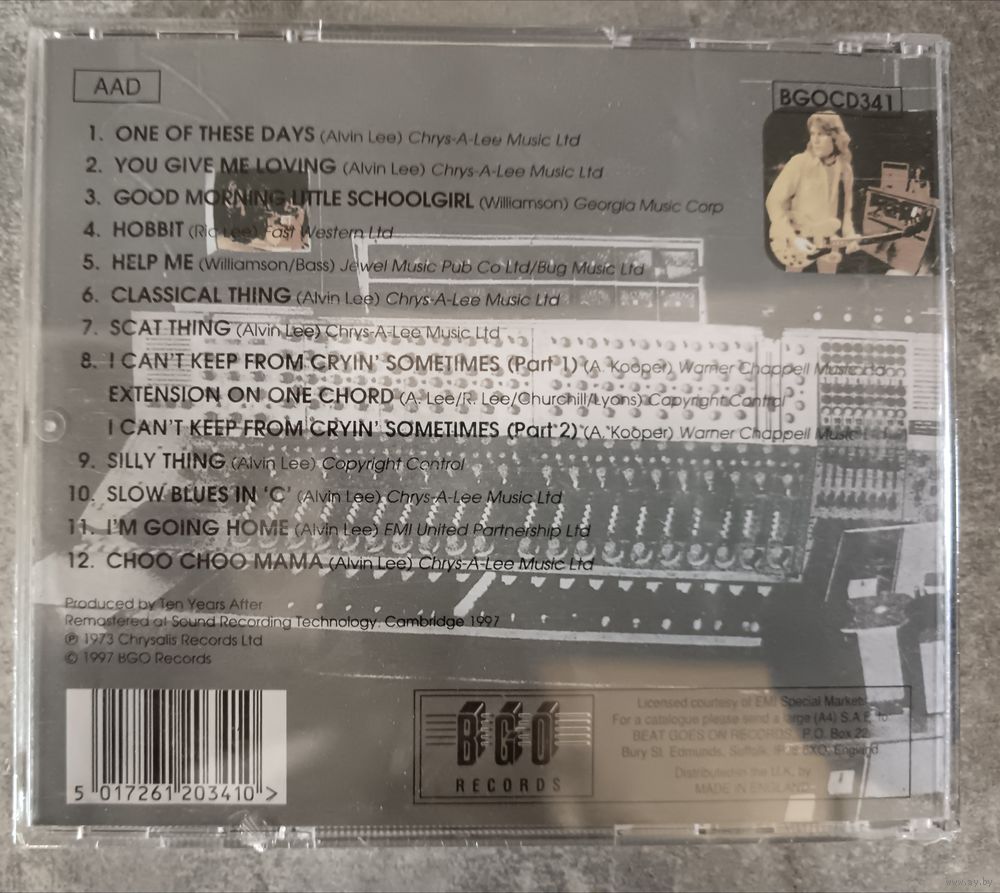 AAD
BGOCD341
1. ONE OF THESE DAYS (Alvin Lee) Chrys-A-Lee Music Ltd
2. YOU GIVE ME LOVING (Alvin Lee) Chrys-A-Lee Music Ltd
3. GOOD MORNING LITTLE SCHOOLGIRL (Williamson) Georgia Music Corp
4. HOBBIT (Ric Lee) Fast Western Ltd
5. HELP ME (Williamson/Bass) Jewel Music Pub Co Ltd/Bug Music Ltd
6. CLASSICAL THING (Alvin Lee) Chrys-A-Lee Music Ltd
7. SCAT THING (Alvin Lee) Chrys-A-Lee Music Ltd
8. I CAN'T KEEP FROM CRYIN' SOMETIMES (Part 1) (A. Kooper) Warner Chappell Music Ltd
EXTENSION ON ONE CHORD (A. Lee/R. Lee/Churchill/Lyons) Copyright Control
I CAN'T KEEP FROM CRYIN' SOMETIMES (Part 2) (A. Kooper) Warner Chappell Music Ltd
9. SILLY THING (Alvin Lee) Copyright Control
10. SLOW BLUES IN 'C' (Alvin Lee) Chrys-A-Lee Music Ltd
11. I'M GOING HOME (Alvin Lee) EMI United Partnership Ltd
12. CHOO CHOO MAMA (Alvin Lee) Chrys-A-Lee Music Ltd
Produced by Ten Years After
Remastered at Sound Recording Technology, Cambridge 1997
℗ 1973 Chrysalis Records Ltd
© 1997 BGO Records
5 017261 203410 >
BGO
RECORDS
Licensed courtesy of EMI Special Markets
For a catalogue please send a large (A4) S.A.E. to
BEAT GOES ON RECORDS, P.O. Box 22,
Bury St. Edmunds, Suffolk, 6XQ, England
Distributed in the U.K. by
MADE IN ENGLAND
www.ay.by